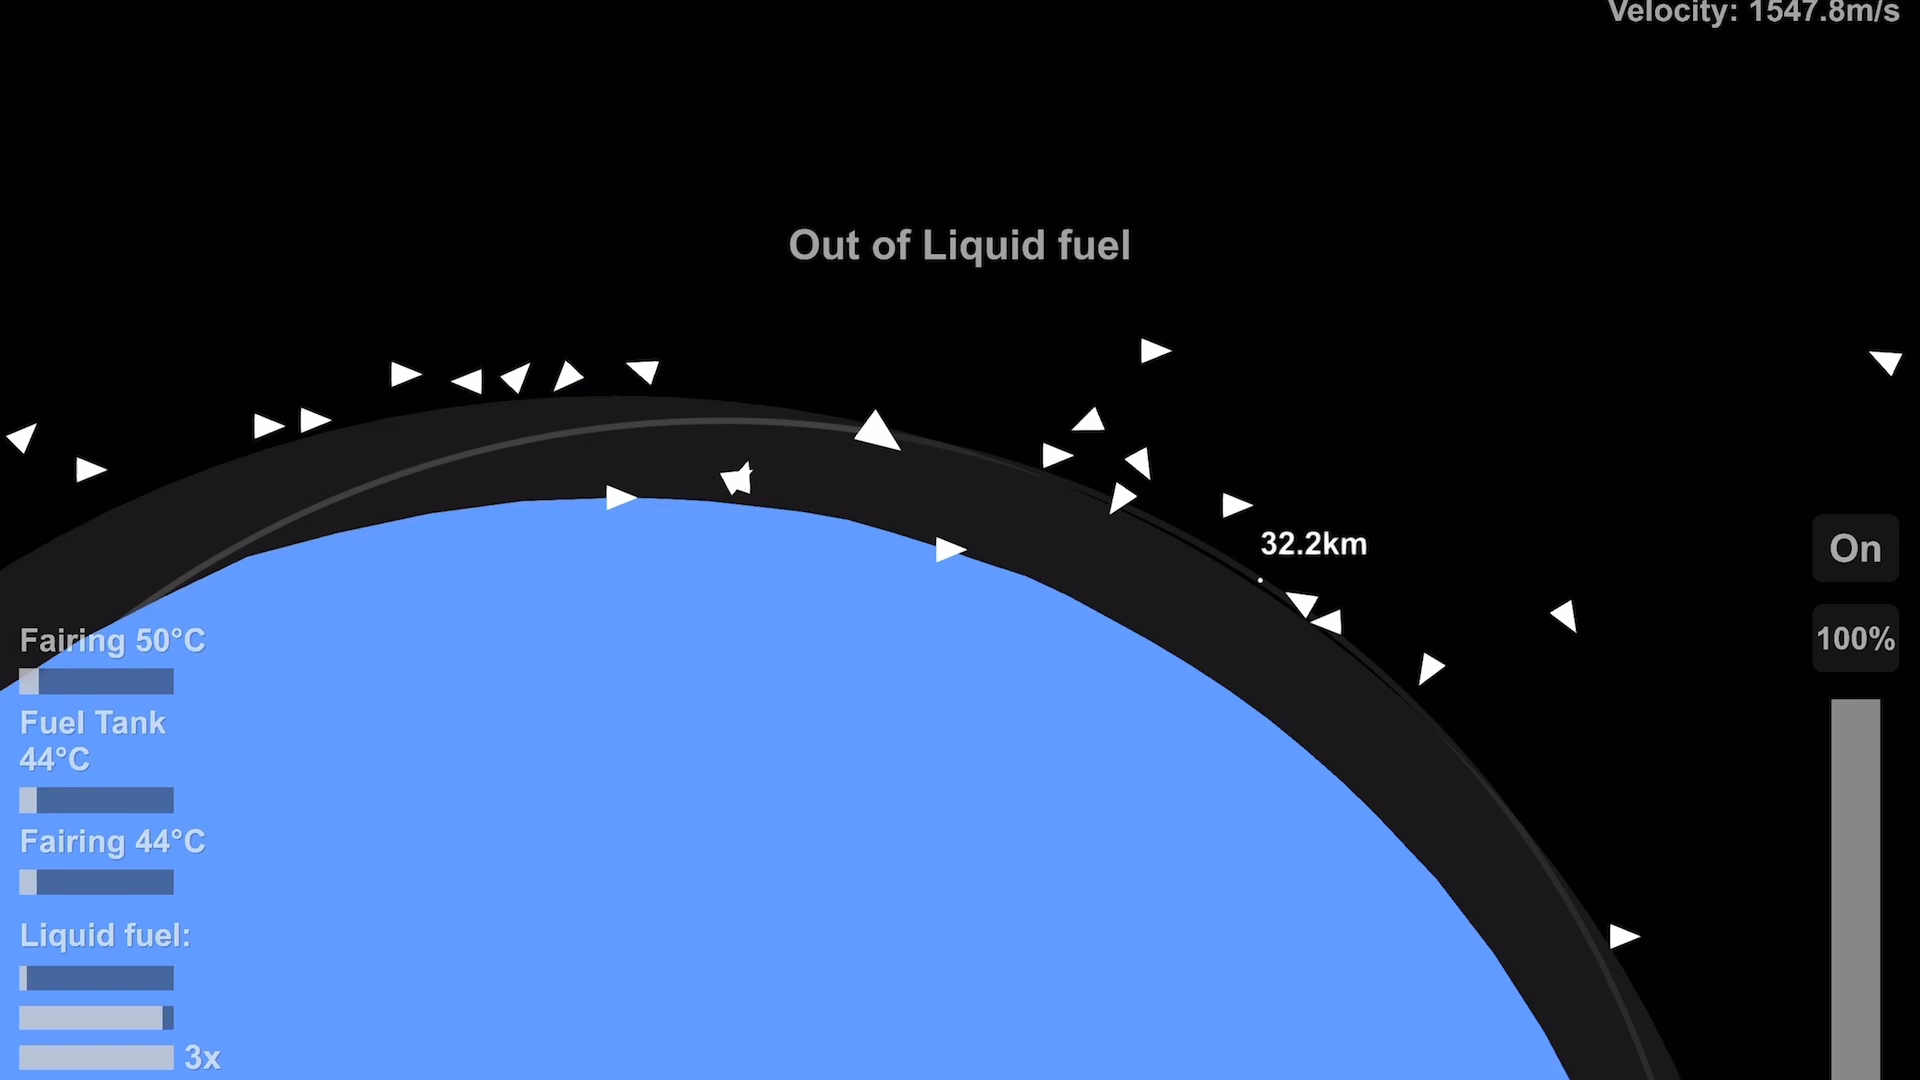 Velocity: 1547.8m/s
Out of Liquid fuel
32.2km
On
100%
Fairing 50°C
Fuel Tank
44°C
Fairing 44°C
Liquid fuel:
3x